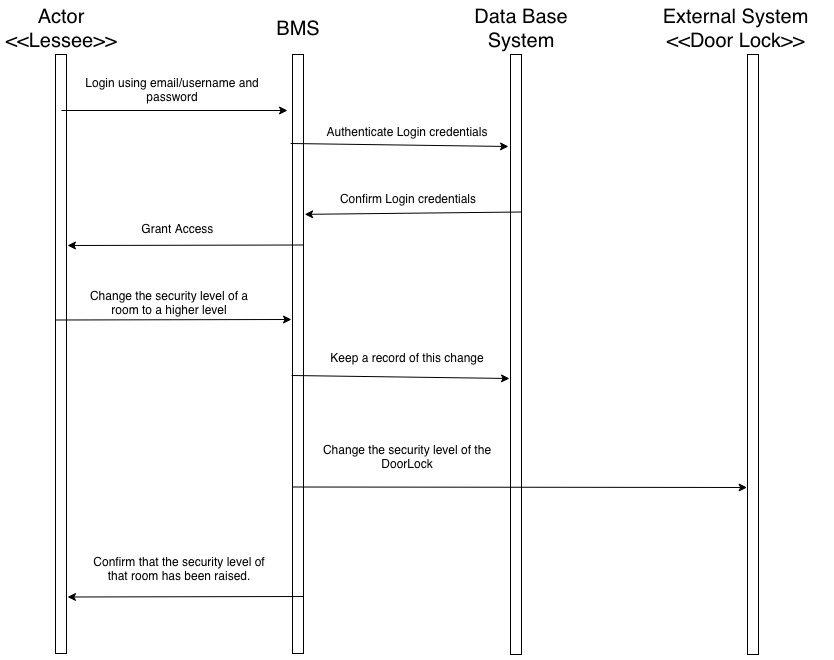 Actor
<<Lessee>>
BMS
Data Base
System
External System
<<Door Lock>>
Login using email/username and
password
Authenticate Login credentials
Confirm Login credentials
Grant Access
Change the security level of a
room to a higher level
Keep a record of this change
Change the security level of the
DoorLock
Confirm that the security level of
that room has been raised.